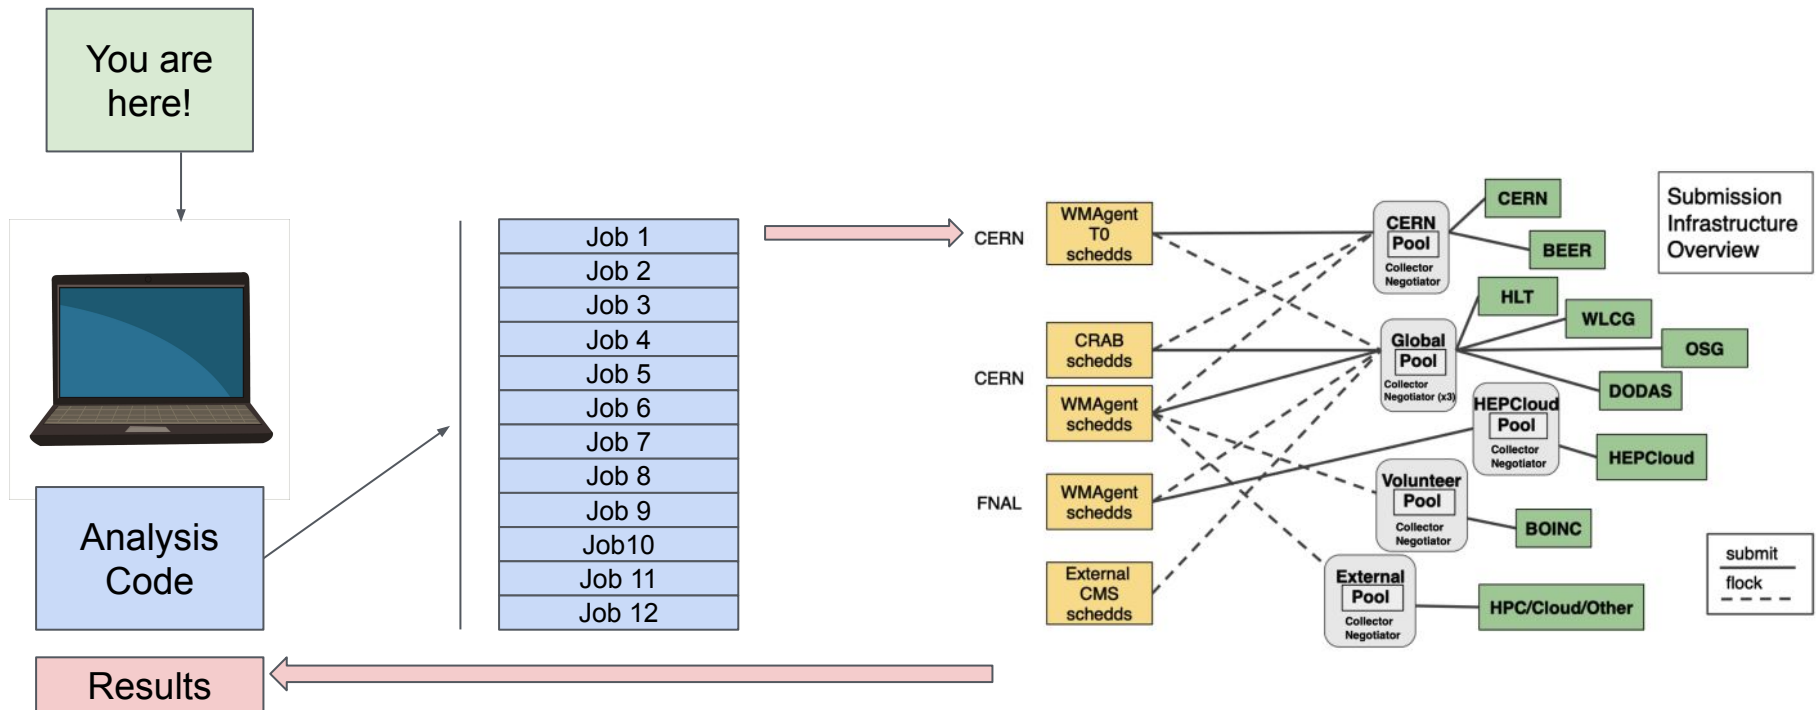 You are
here!
Analysis
Code
Results
Job 1
Job 2
Job 3
Job 4
Job 5
Job 6
Job 7
Job 8
Job 9
Job10
Job 11
Job 12
CERN
WMAgent
T0
schedds
CERN
CRAB
schedds
WMAgent
schedds
FNAL
WMAgent
schedds
External
CMS
schedds
CERN
Pool
Collector
Negotiator
Global
Pool
Collector
Negotiator (x3)
HEPCloud
Pool
Collector
Negotiator
Volunteer
Pool
Collector
Negotiator
External
Pool
Collector
Negotiator
CERN
BEER
HLT
WLCG
OSG
DODAS
HEPCloud
BOINC
HPC/Cloud/Other
Submission
Infrastructure
Overview
submit
flock